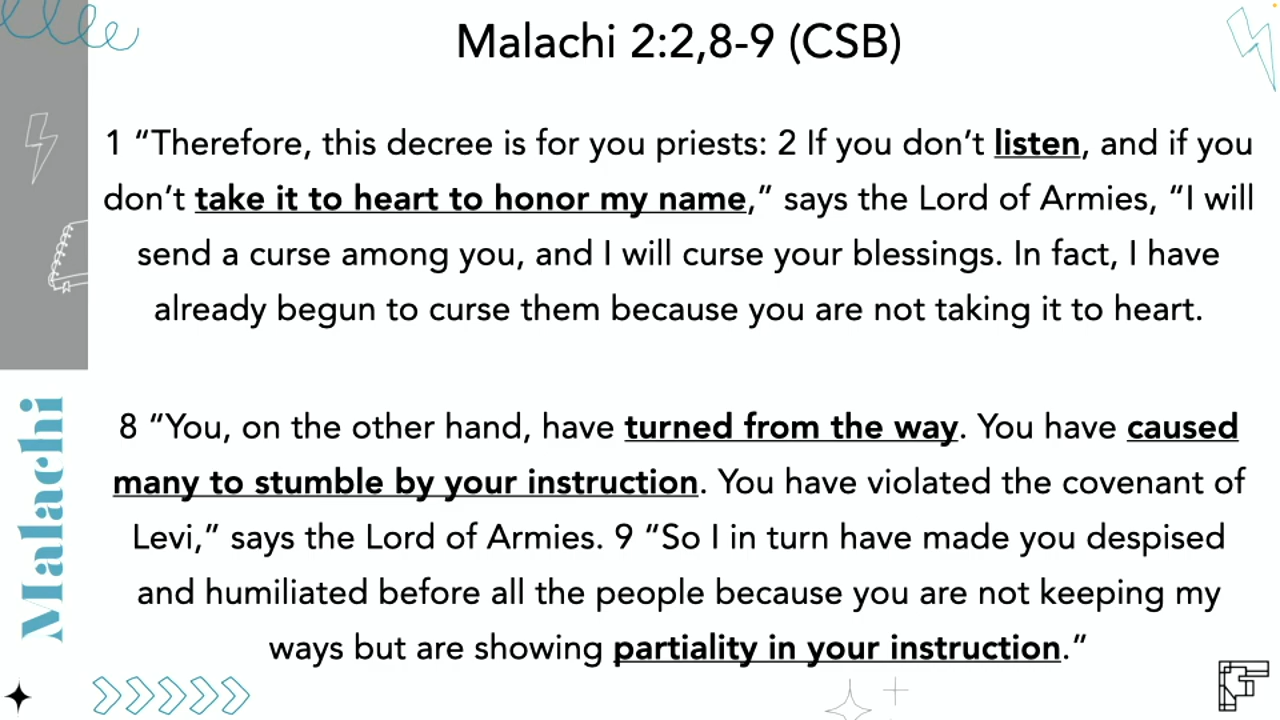 Malachi 2:2,8-9 (CSB)
1 “Therefore, this decree is for you priests: 2 If you don’t listen, and if you
don’t take it to heart to honor my name,” says the Lord of Armies, “I will
send a curse among you, and I will curse your blessings. In fact, I have
already begun to curse them because you are not taking it to heart.
8 “You, on the other hand, have turned from the way. You have caused
many to stumble by your instruction. You have violated the covenant of
Levi,” says the Lord of Armies. 9 “So I in turn have made you despised
and humiliated before all the people because you are not keeping my
ways but are showing partiality in your instruction.”
Malachi